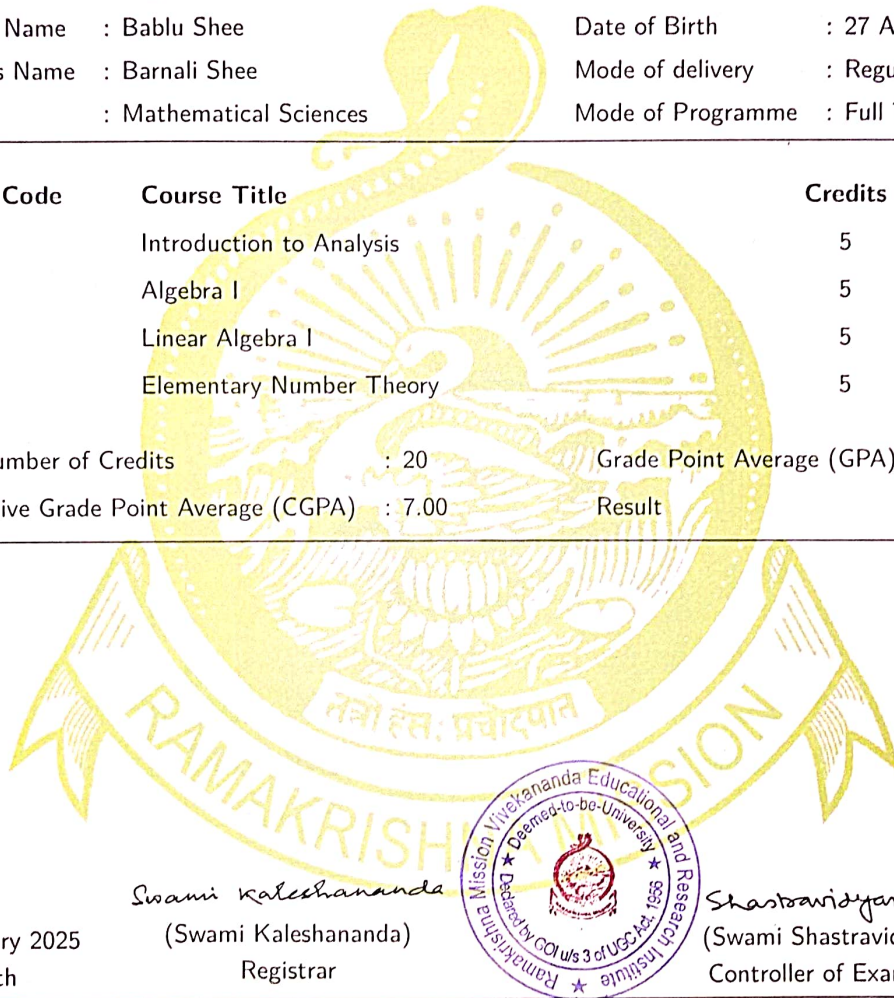 Name : Bablu Shee Date of Birth : 27 A
s Name : Barnali Shee Mode of delivery : Regu
: Mathematical Sciences Mode of Programme : Full
Code Course Title Credits
Introduction to Analysis 5
Algebra I 5
Linear Algebra I 5
Elementary Number Theory 5
umber of Credits : 20 Grade Point Average (GPA)
ive Grade Point Average (CGPA) : 7.00 Result
तन्नो हंसः प्रचोदयात्
RAMAKRISHNA MISSION
Ramakrishna Mission Vivekananda Educational and Research Institute
Deemed-to-be-University
Declared by GOI u/s 3 of UGC Act, 1956
Swami Kaleshananda Shastravidyan
ry 2025 (Swami Kaleshananda) (Swami Shastravid
th Registrar Controller of Exa